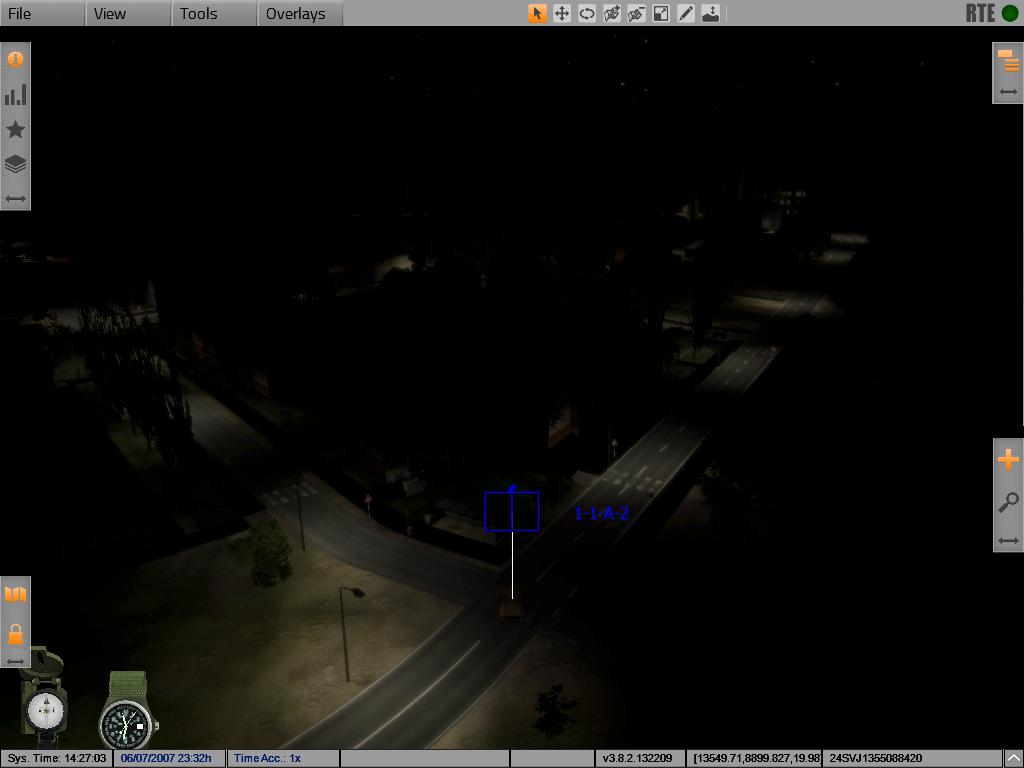 File View Tools Overlays RTE
1-1-A-2
Sys. Time: 14:27:03 06/07/2007 23:32h Time Acc.: 1x v3.8.2.132209 [13549.71,8899.827,19.98 24SVJ1355088420